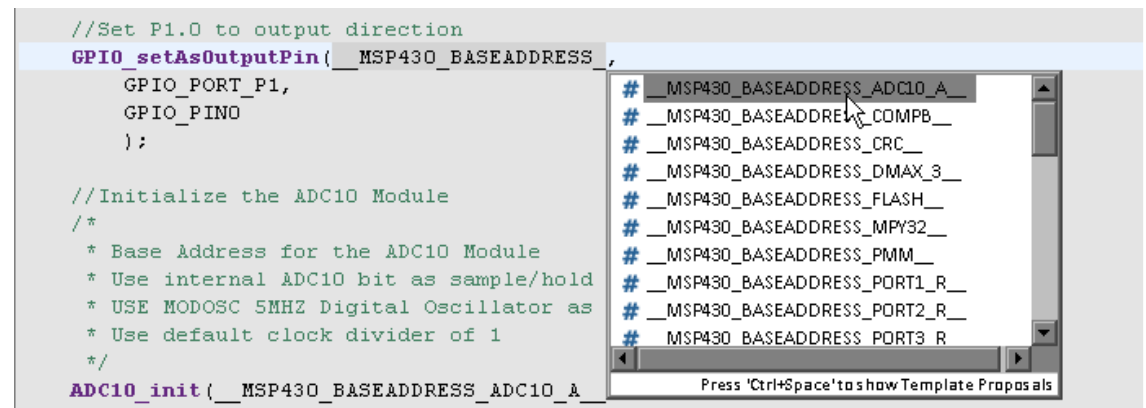 //Set P1.0 to output direction
GPIO_setAsOutputPin(__MSP430_BASEADDRESS_,
GPIO_PORT_P1,
GPIO_PIN0
);
//Initialize the ADC10 Module
/*
* Base Address for the ADC10 Module
* Use internal ADC10 bit as sample/hold
* USE MODOSC 5MHZ Digital Oscillator as
* Use default clock divider of 1
*/
ADC10_init(__MSP430_BASEADDRESS_ADC10_A__
# __MSP430_BASEADDRESS_ADC10_A__
# __MSP430_BASEADDRESS_COMPB__
# __MSP430_BASEADDRESS_CRC__
# __MSP430_BASEADDRESS_DMAX_3__
# __MSP430_BASEADDRESS_FLASH__
# __MSP430_BASEADDRESS_MPY32__
# __MSP430_BASEADDRESS_PMM__
# __MSP430_BASEADDRESS_PORT1_R__
# __MSP430_BASEADDRESS_PORT2_R__
# __MSP430_BASEADDRESS_PORT3_R__
Press 'Ctrl+Space' to show Template Proposals